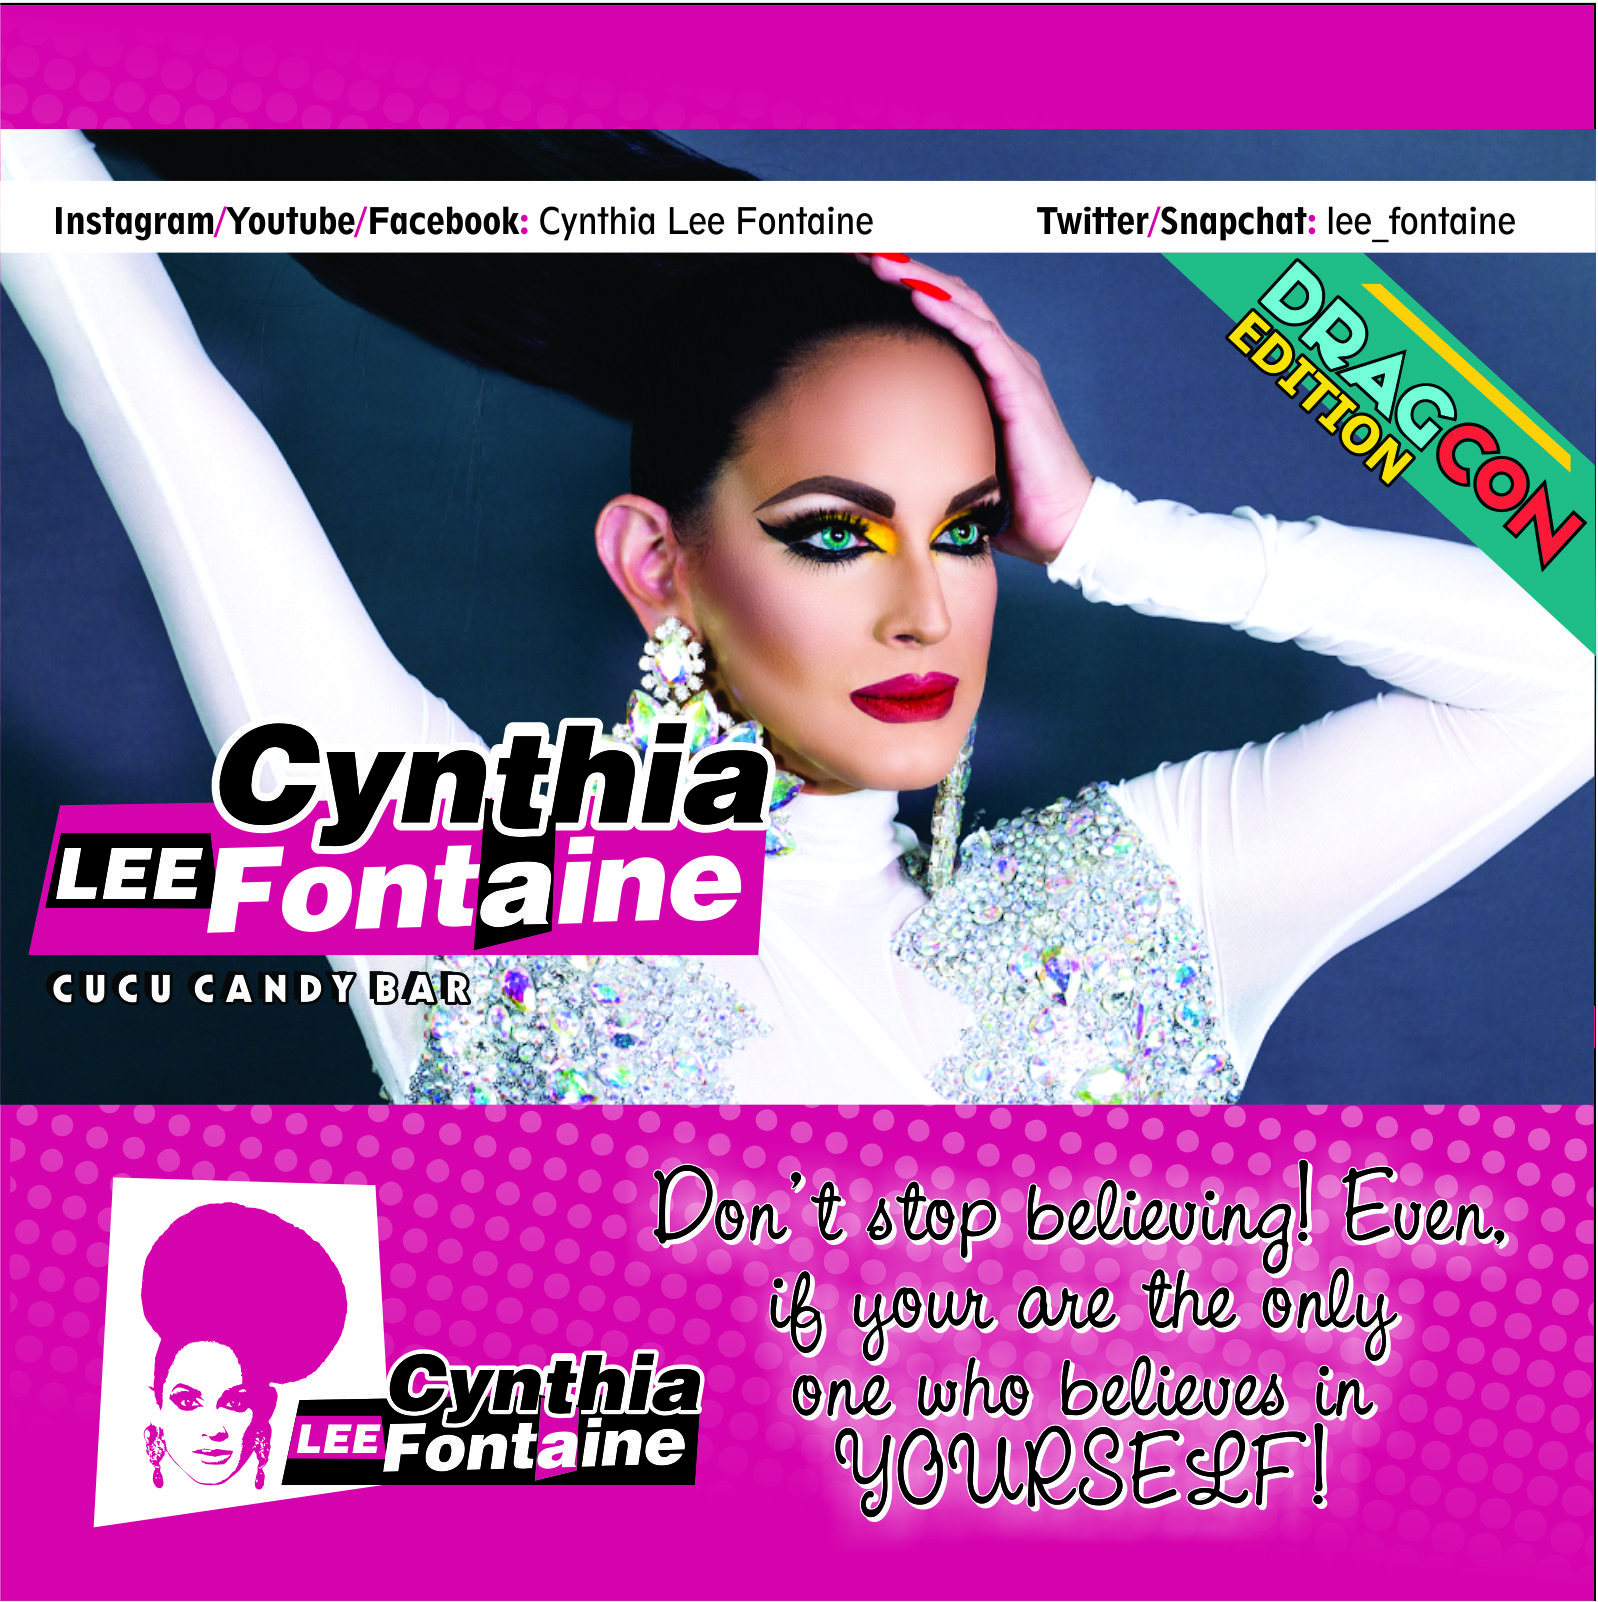 Instagram/Youtube/Facebook: Cynthia Lee Fontaine
Twitter/Snapchat: lee_fontaine
DRAGCON
EDITION
Cynthia
LEE Fontaine
CUCU CANDY BAR
Don't stop believing! Even,
if your are the only
one who believes in
YOURSELF!
Cynthia
LEE Fontaine